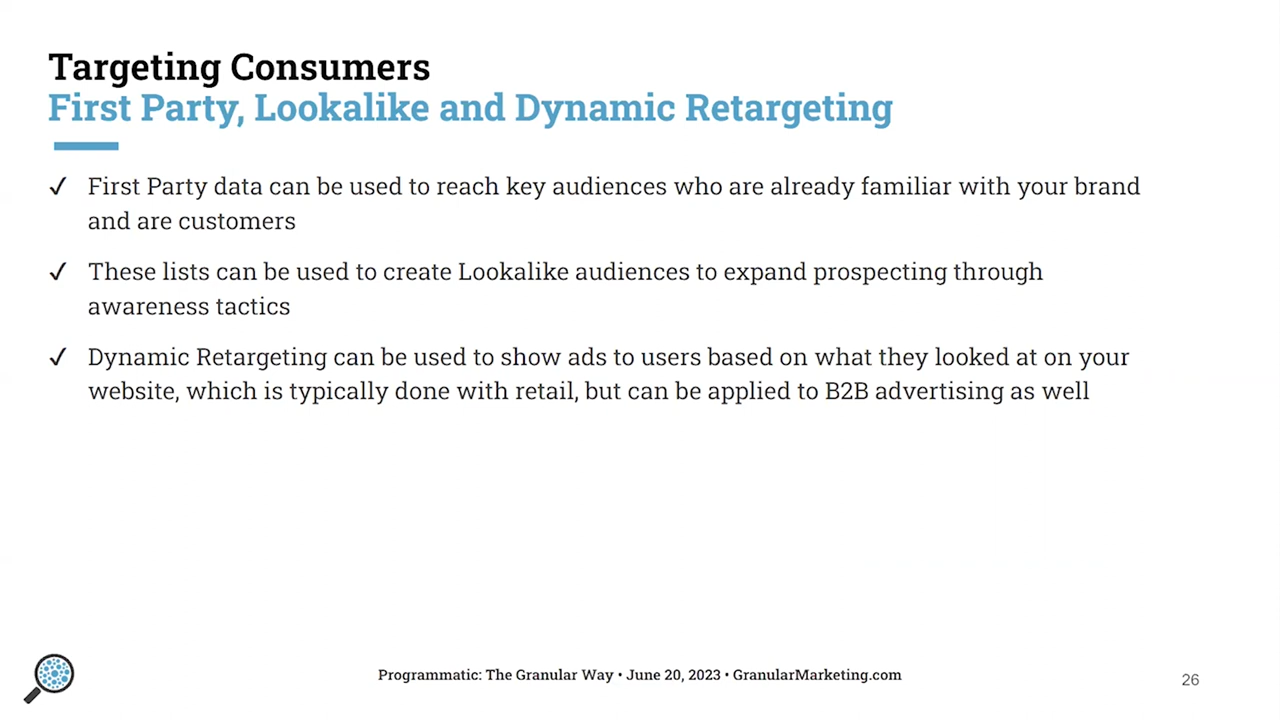 Targeting Consumers
First Party, Lookalike and Dynamic Retargeting
✓ First Party data can be used to reach key audiences who are already familiar with your brand
and are customers
✓ These lists can be used to create Lookalike audiences to expand prospecting through
awareness tactics
✓ Dynamic Retargeting can be used to show ads to users based on what they looked at on your
website, which is typically done with retail, but can be applied to B2B advertising as well
Programmatic: The Granular Way • June 20, 2023 • GranularMarketing.com
26